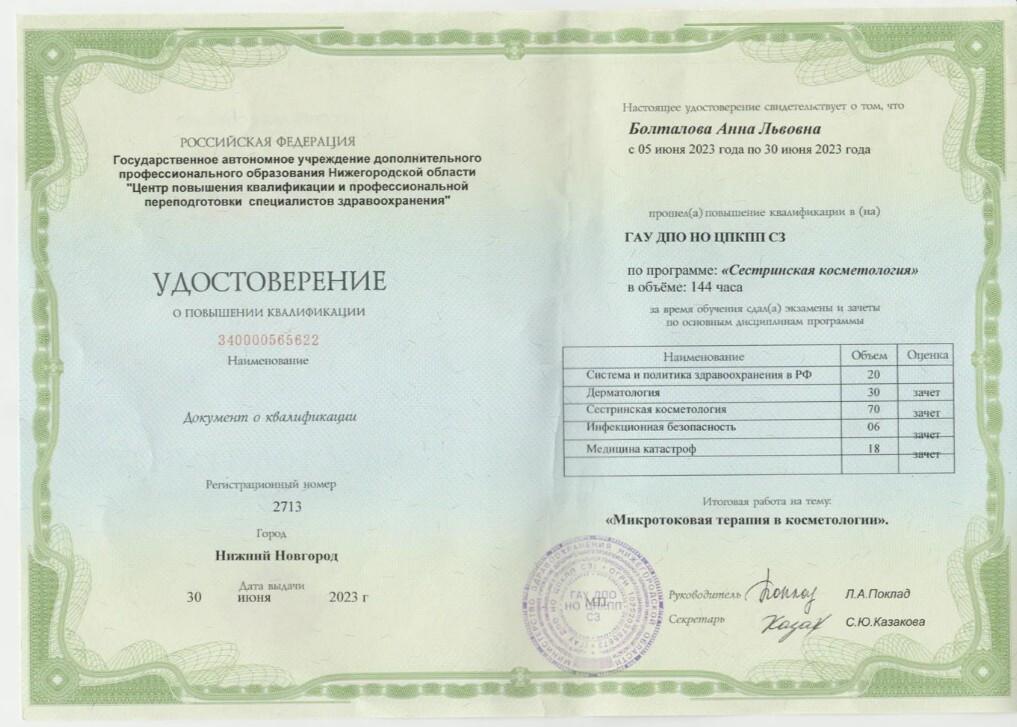 РОССИЙСКАЯ ФЕДЕРАЦИЯ
Государственное автономное учреждение дополнительного
профессионального образования Нижегородской области
"Центр повышения квалификации и профессиональной
переподготовки специалистов здравоохранения"
УДОСТОВЕРЕНИЕ
О ПОВЫШЕНИИ КВАЛИФИКАЦИИ
340000565622
Наименование
Документ о квалификации
Регистрационный номер
2713
Город
Нижний Новгород
Дата выдачи
30 июня 2023 г
Настоящее удостоверение свидетельствует о том, что
Болталова Анна Львовна
с 05 июня 2023 года по 30 июня 2023 года
прошел(а) повышение квалификации в (на)
ГАУ ДПО НО ЦПКПП СЗ
по программе: «Сестринская косметология»
в объёме: 144 часа
за время обучения сдал(а) экзамены и зачеты
по основным дисциплинам программы
Наименование Объем Оценка
Система и политика здравоохранения в РФ 20
Дерматология 30 зачет
Сестринская косметология 70 зачет
Инфекционная безопасность 06 зачет
Медицина катастроф 18 зачет
Итоговая работа на тему:
«Микротоковая терапия в косметологии».
ГАУ ДПО
НО ЦПКПП
СЗ
МП
Руководитель Л.А.Поклад
Секретарь Казак С.Ю.Казакова